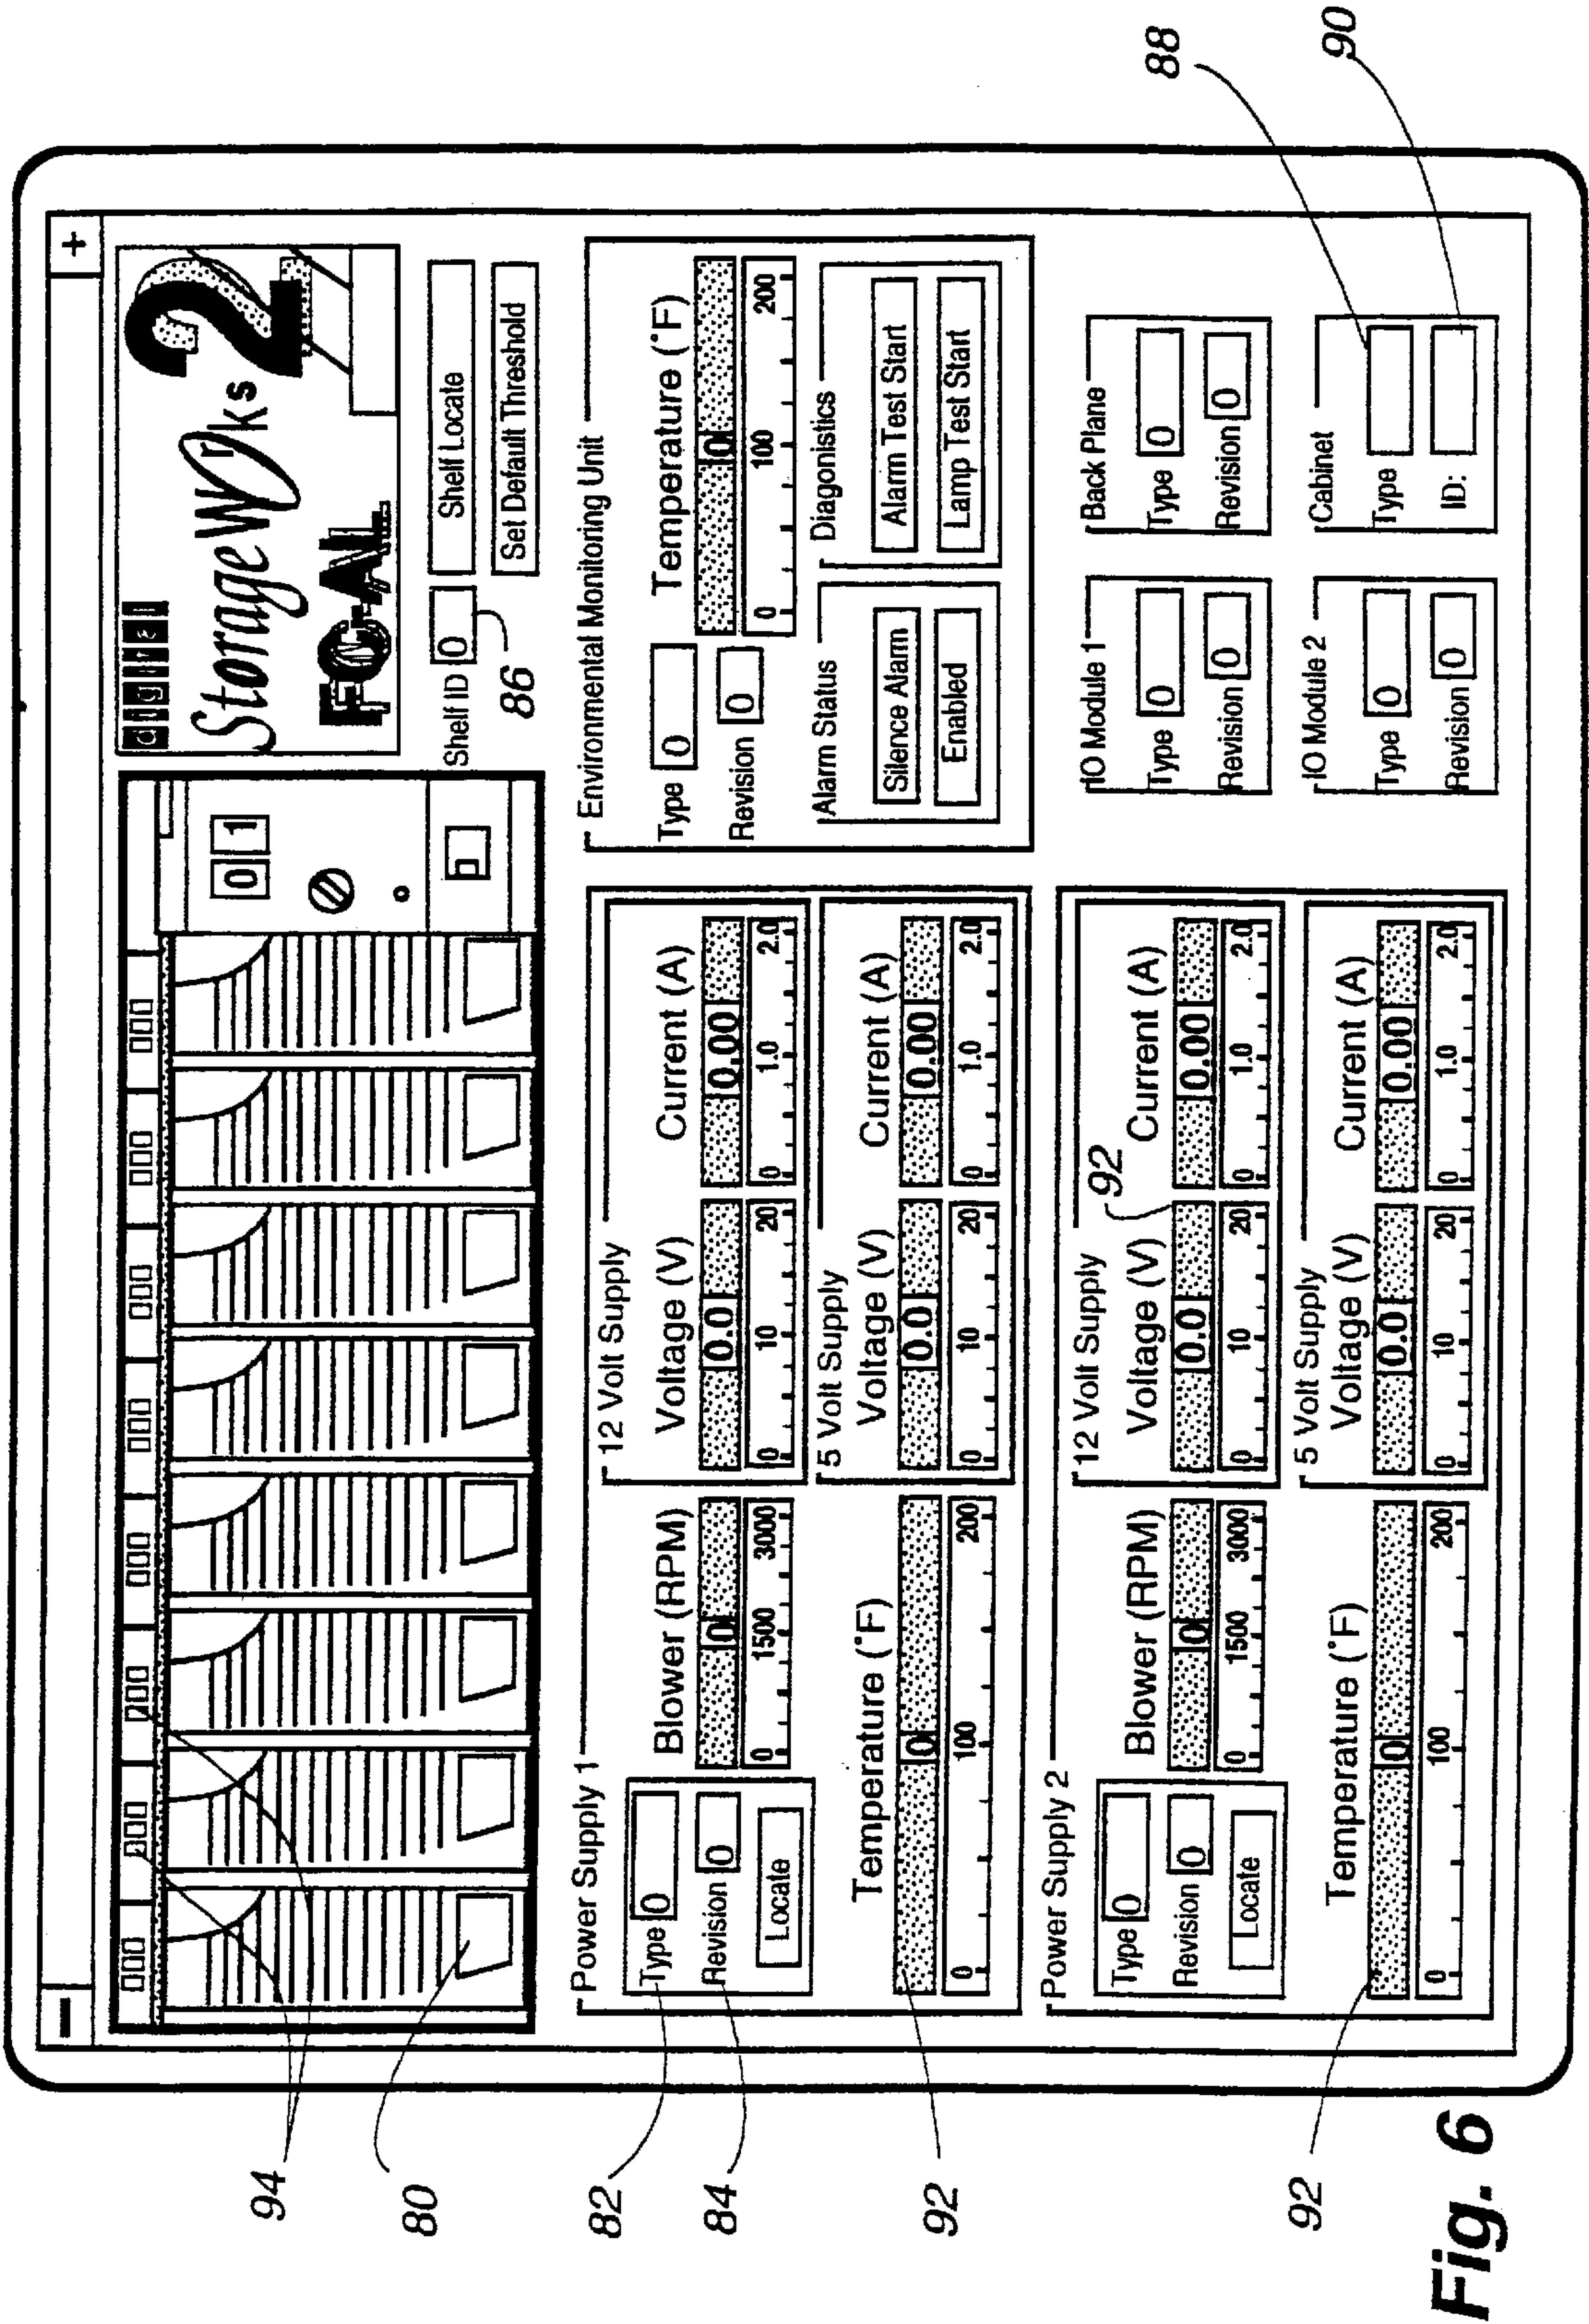 94
80
82
84
92
92
92
86
88
90
− +
digital
StorageWorks 2
FC-AL
0 1
Shelf ID 0
Shelf Locate
Set Default Threshold
Power Supply 1
Type 0
Revision 0
Locate
Blower (RPM)
0
0 1500 3000
Temperature (°F)
0
0 100 200
12 Volt Supply
Voltage (V)
0.0
0 10 20
Current (A)
0.00
0 1.0 2.0
5 Volt Supply
Voltage (V)
0.0
0 10 20
Current (A)
0.00
0 1.0 2.0
Environmental Monitoring Unit
Type 0
Revision 0
Temperature (°F)
0
0 100 200
Alarm Status
Silence Alarm
Enabled
Diagonistics
Alarm Test Start
Lamp Test Start
Power Supply 2
Type 0
Revision 0
Locate
Blower (RPM)
0
0 1500 3000
Temperature (°F)
0
0 100 200
12 Volt Supply
Voltage (V)
0.0
0 10 20
Current (A)
0.00
0 1.0 2.0
5 Volt Supply
Voltage (V)
0.0
0 10 20
Current (A)
0.00
0 1.0 2.0
IO Module 1
Type 0
Revision 0
Back Plane
Type 0
Revision 0
IO Module 2
Type 0
Revision 0
Cabinet
Type
ID:
Fig. 6